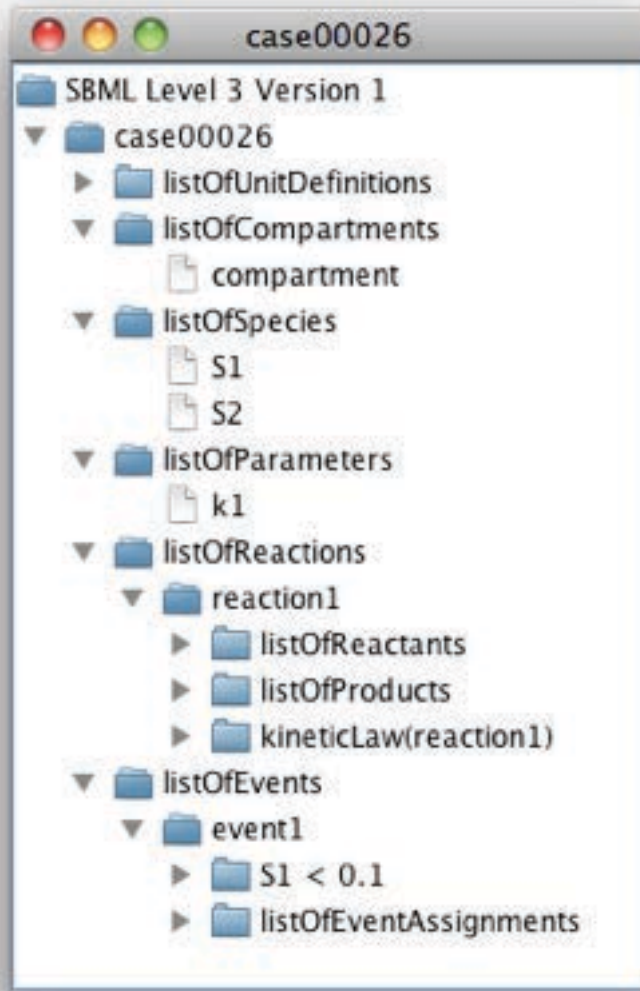 case00026
SBML Level 3 Version 1
case00026
listOfUnitDefinitions
listOfCompartments
compartment
listOfSpecies
S1
S2
listOfParameters
k1
listOfReactions
reaction1
listOfReactants
listOfProducts
kineticLaw(reaction1)
listOfEvents
event1
S1 < 0.1
listOfEventAssignments